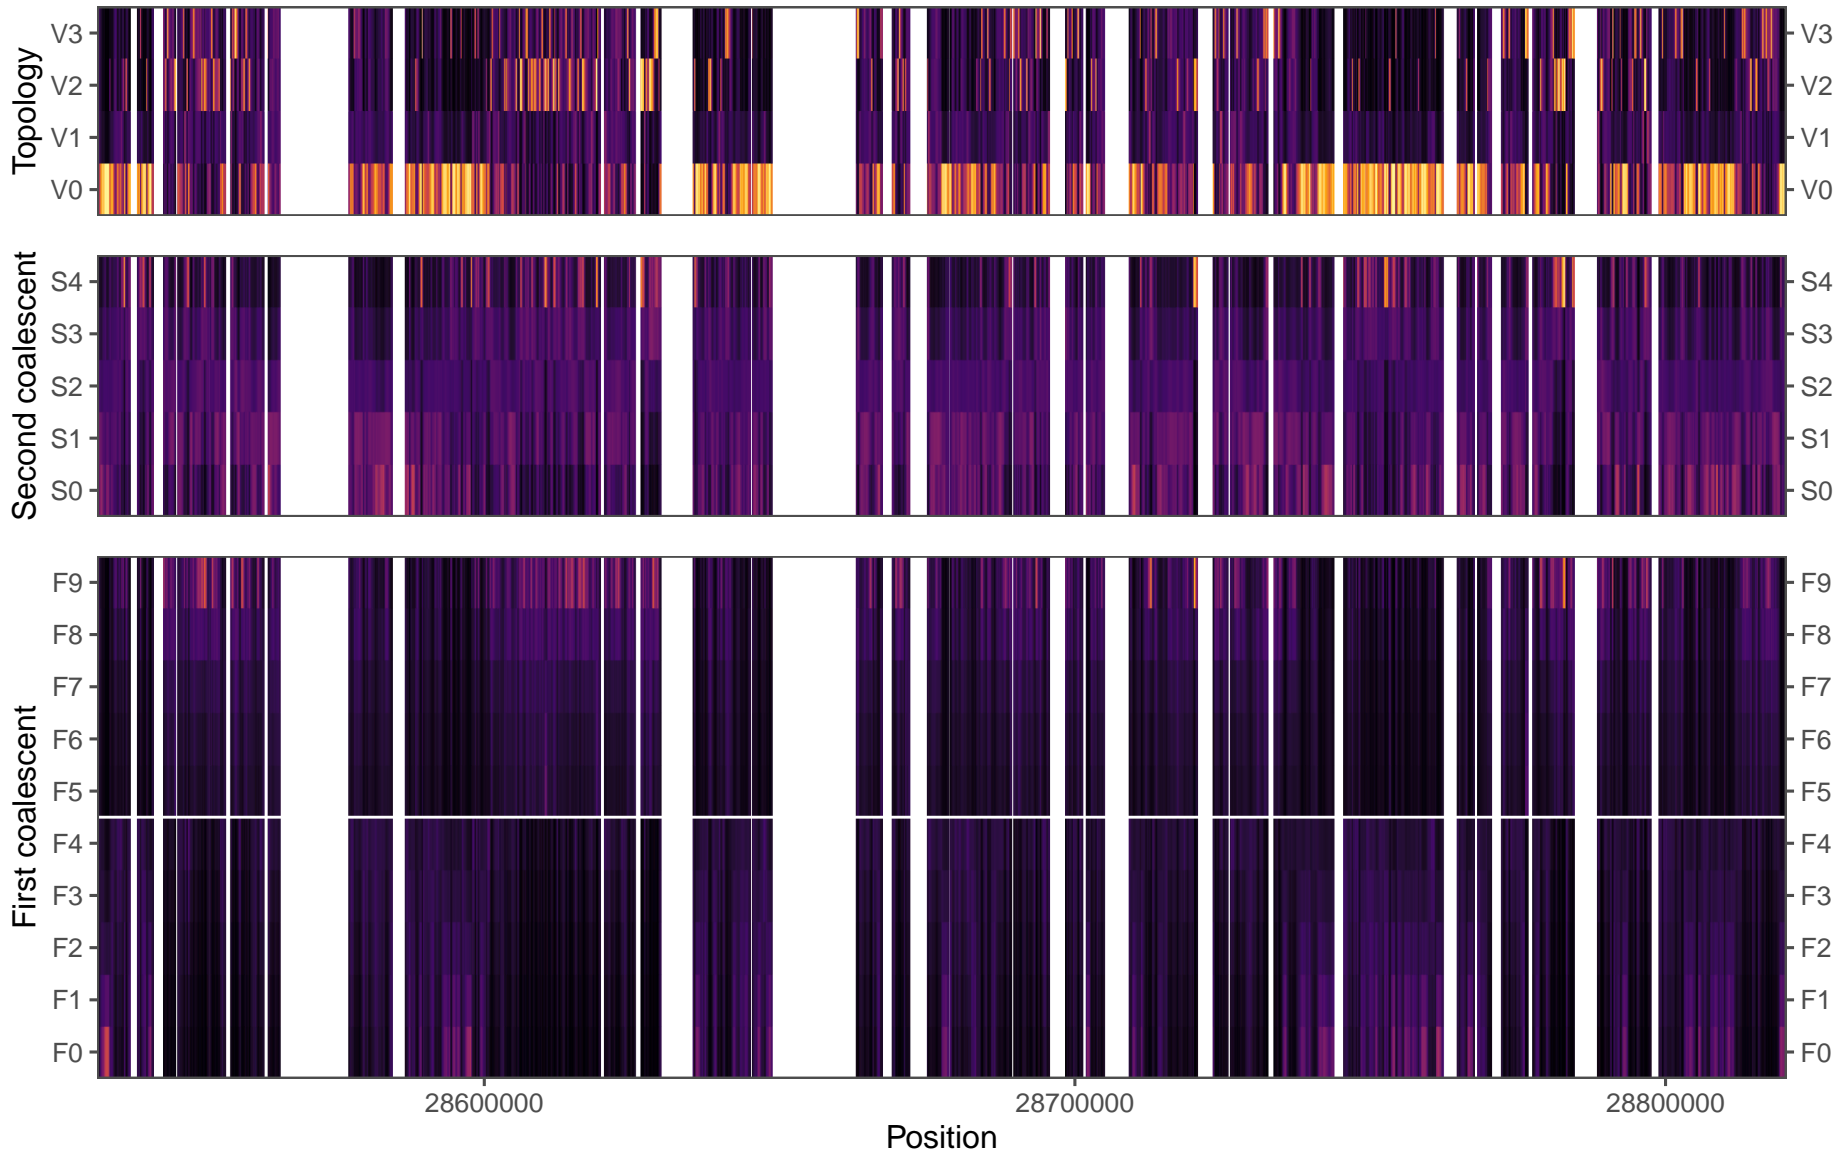 Topology
V3
V2
V1
V0
V3
V2
V1
V0
Second coalescent
S4
S3
S2
S1
S0
S4
S3
S2
S1
S0
First coalescent
F9
F8
F7
F6
F5
F4
F3
F2
F1
F0
F9
F8
F7
F6
F5
F4
F3
F2
F1
F0
28600000 28700000 28800000
Position